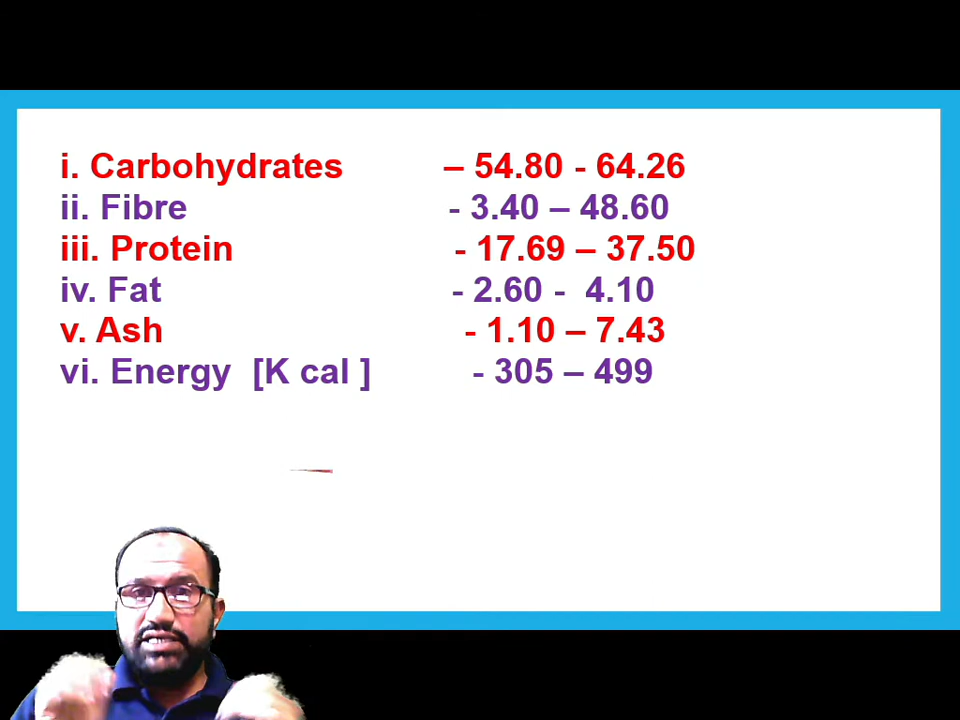 i. Carbohydrates – 54.80 - 64.26
ii. Fibre - 3.40 – 48.60
iii. Protein - 17.69 – 37.50
iv. Fat - 2.60 - 4.10
v. Ash - 1.10 – 7.43
vi. Energy [K cal ] - 305 – 499